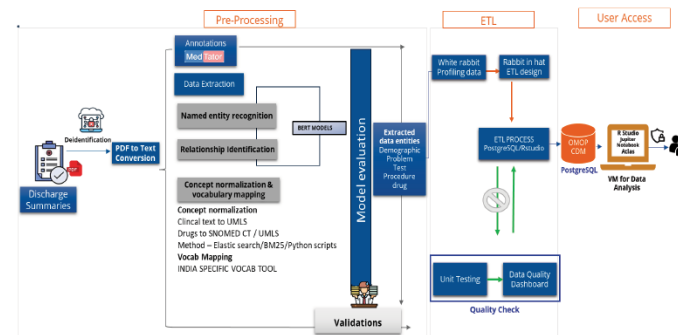 Pre-Processing
ETL
User Access
Annotations
MedTator
Data Extraction
Named entity recognition
Relationship Identification
BERT MODELS
Concept normalization &
vocabulary mapping
Concept normalization
Clincal text to UMLS
Drugs to SNOMED CT / UMLS
Method – Elastic search/BM25/Python scripts
Vocab Mapping
INDIA SPECIFIC VOCAB TOOL
Deidentification
PDF to Text
Conversion
Discharge
Summaries
Model evaluation
Validations
Extracted
data entities
Demographic
Problem
Test
Procedure
drug
White rabbit
Profiling data
Rabbit in hat
ETL design
ETL PROCESS
PostgreSQL/Rstudio
OMOP
CDM
PostgreSQL
R Studio
Jupiter
Notebook
Aclas
VM for Data
Analysis
Unit Testing
Data Quality
Dashboard
Quality Check